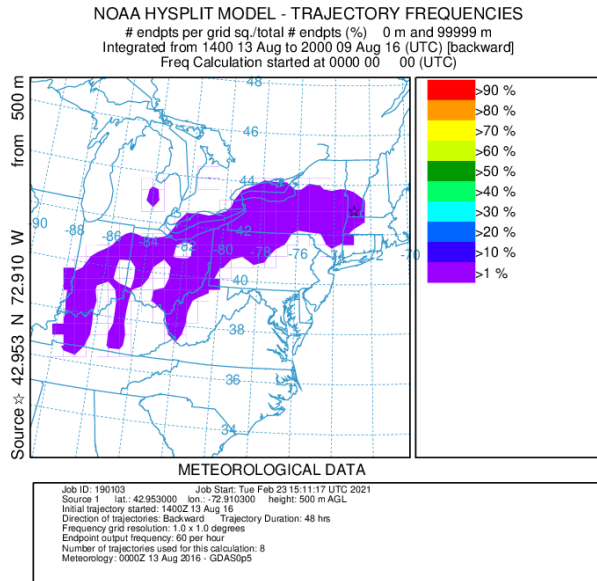 NOAA HYSPLIT MODEL - TRAJECTORY FREQUENCIES
# endpts per grid sq./total # endpts (%) 0 m and 99999 m
Integrated from 1400 13 Aug to 2000 09 Aug 16 (UTC) [backward]
Freq Calculation started at 0000 00 00 (UTC)
Source ☆ 42.953 N 72.910 W from 500 m
48
46
44
44
-90
-88
-86
-84
-82
-80
-78
-76
-74
-72
-70
42
42
40
38
36
34
>90 %
>80 %
>70 %
>60 %
>50 %
>40 %
>30 %
>20 %
>10 %
>1 %
METEOROLOGICAL DATA
Job ID: 190103 Job Start: Tue Feb 23 15:11:17 UTC 2021
Source 1 lat.: 42.953000 lon.: -72.910300 height: 500 m AGL
Initial trajectory started: 1400Z 13 Aug 16
Direction of trajectories: Backward Trajectory Duration: 48 hrs
Frequency grid resolution: 1.0 x 1.0 degrees
Endpoint output frequency: 60 per hour
Number of trajectories used for this calculation: 8
Meteorology: 0000Z 13 Aug 2016 - GDAS0p5